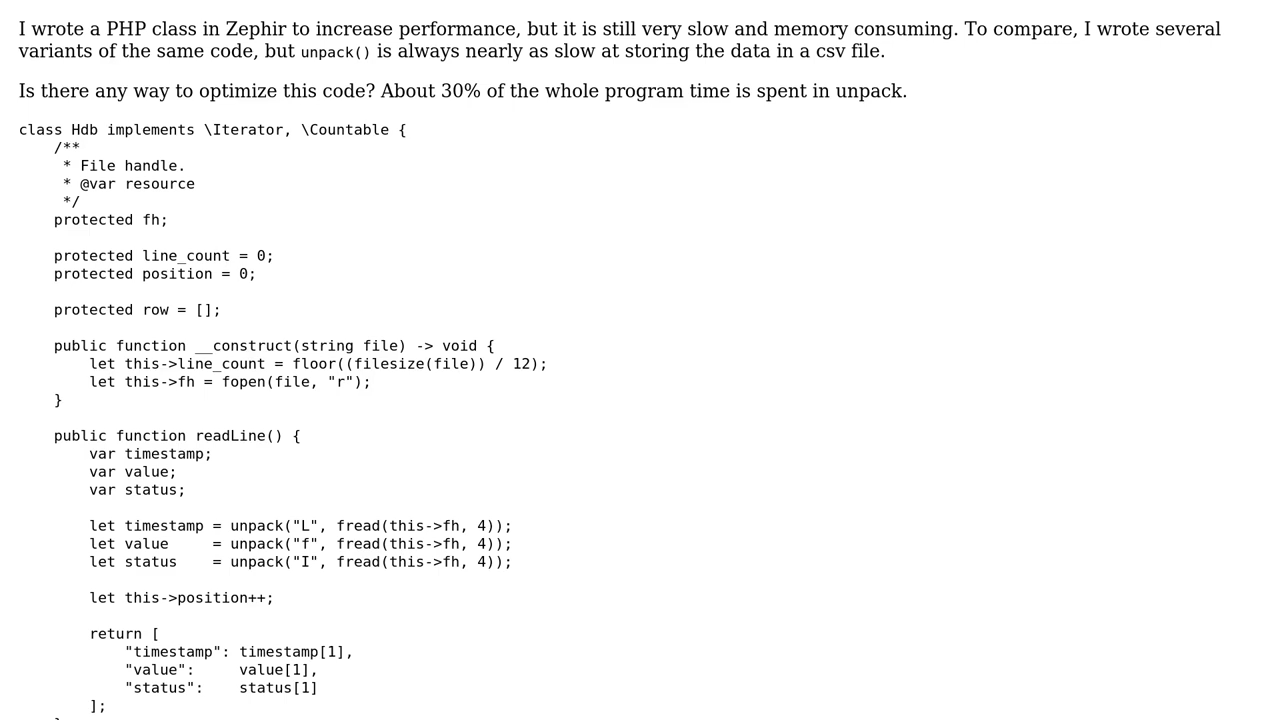 I wrote a PHP class in Zephir to increase performance, but it is still very slow and memory consuming. To compare, I wrote several
variants of the same code, but unpack() is always nearly as slow at storing the data in a csv file.
Is there any way to optimize this code? About 30% of the whole program time is spent in unpack.
class Hdb implements \Iterator, \Countable {
    /**
     * File handle.
     * @var resource
     */
    protected fh;
    protected line_count = 0;
    protected position = 0;
    protected row = [];
    public function __construct(string file) -> void {
        let this->line_count = floor((filesize(file)) / 12);
        let this->fh = fopen(file, "r");
    }
    public function readLine() {
        var timestamp;
        var value;
        var status;
        let timestamp = unpack("L", fread(this->fh, 4));
        let value     = unpack("f", fread(this->fh, 4));
        let status    = unpack("I", fread(this->fh, 4));
        let this->position++;
        return [
            "timestamp": timestamp[1],
            "value":     value[1],
            "status":    status[1]
        ];